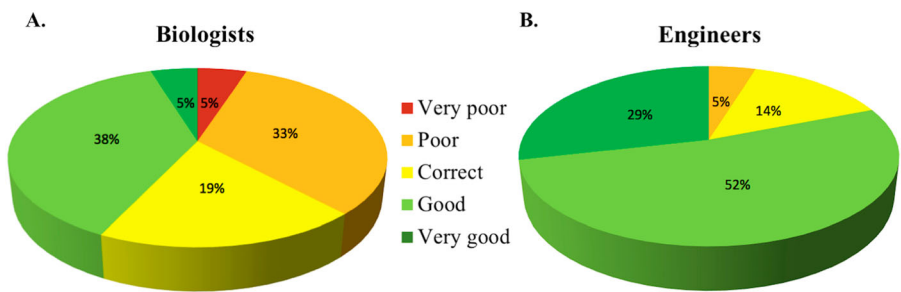 A.
Biologists
5%
5%
33%
19%
38%
Very poor
Poor
Correct
Good
Very good
B.
Engineers
5%
14%
52%
29%